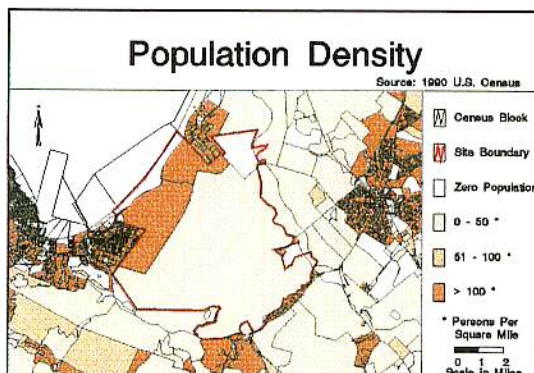 Population Density
Source: 1990 U.S. Census
Census Block
Site Boundary
Zero Population
0 - 50 *
51 - 100 *
> 100 *
* Persons Per
Square Mile
0 1 2
Scale in Miles